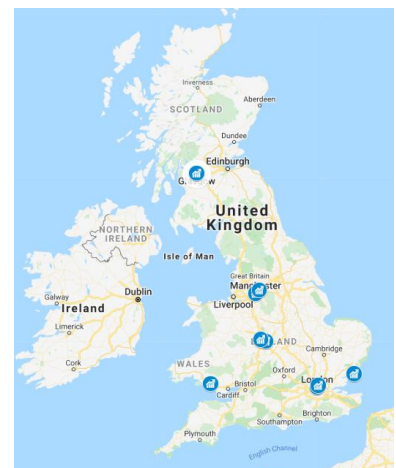 Inverness
Aberdeen
SCOTLAND
Dundee
Edinburgh
United
Kingdom
NORTHERN
IRELAND
Isle of Man
Great Britain
Dublin
Galway
Liverpool
Ireland
Limerick
Cambridge
Cork
WALES
Oxford
Bristol
Cardiff
Brighton
Southampton
Plymouth
English Channel